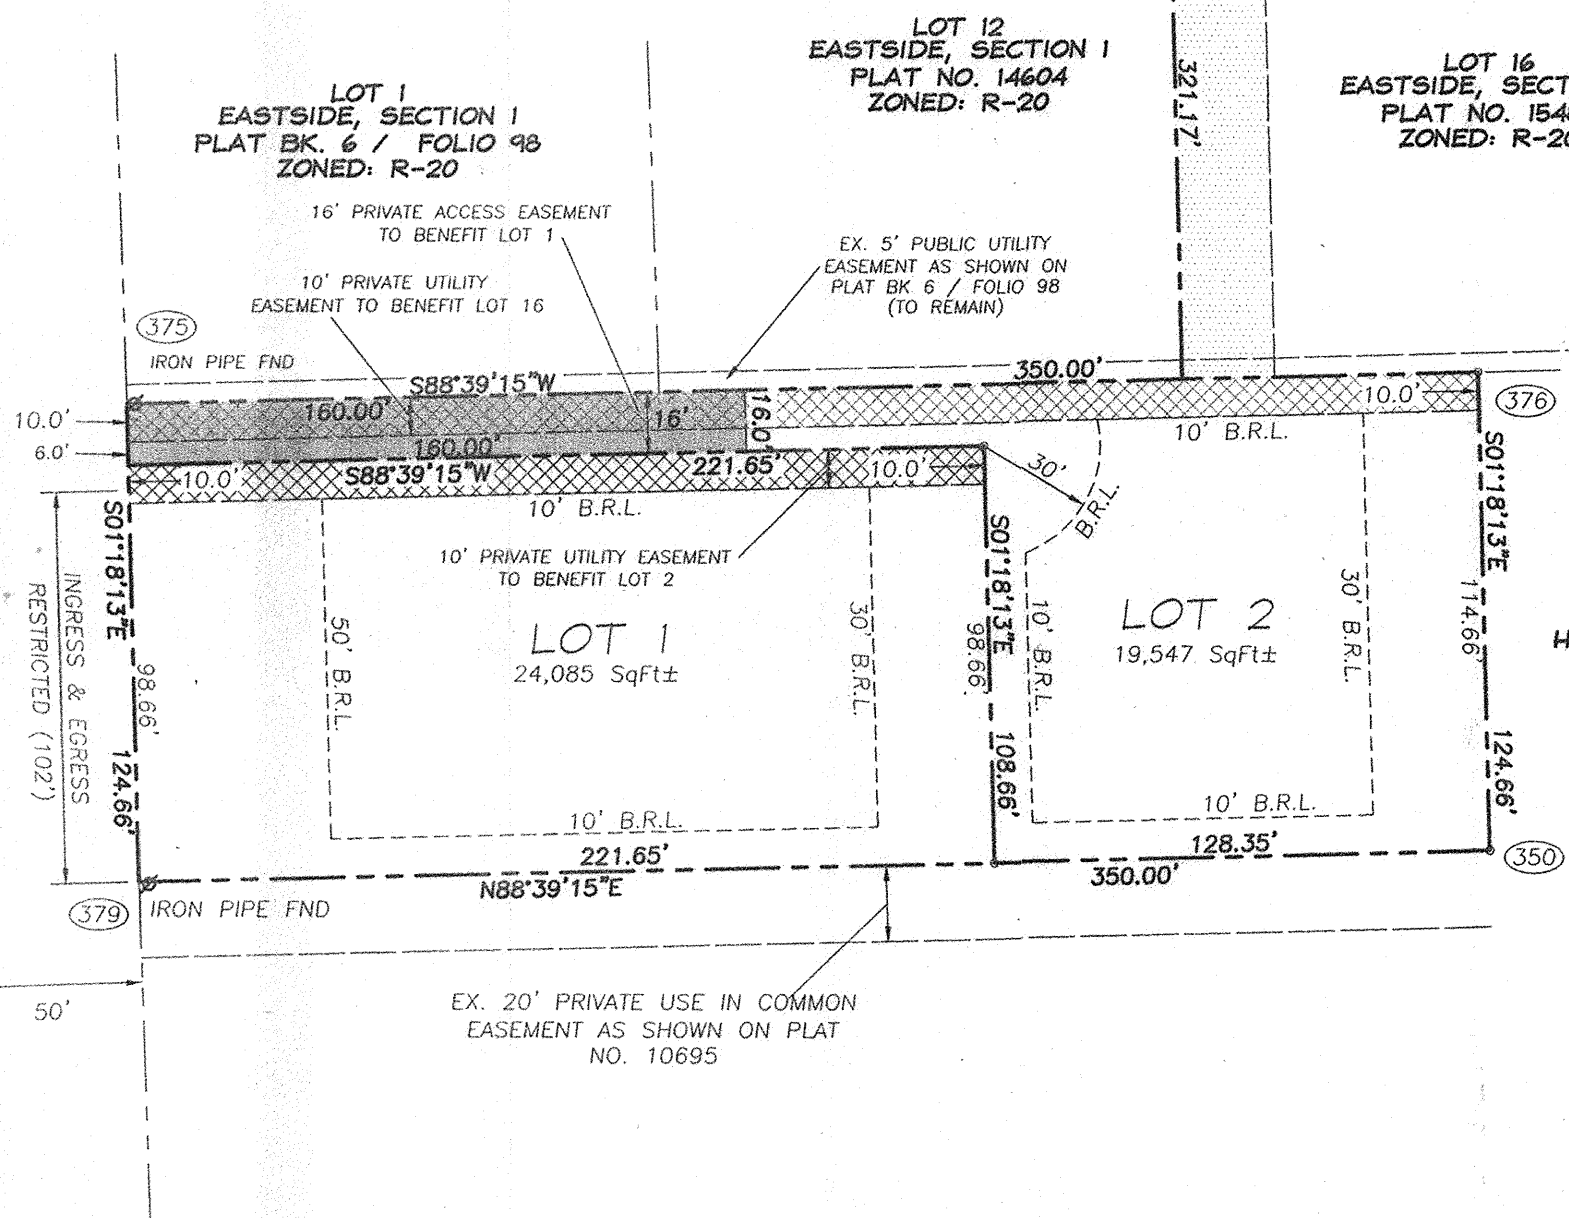 LOT 12
EASTSIDE, SECTION 1
PLAT NO. 14604
ZONED: R-20
321.17'
LOT 16
EASTSIDE, SECT
PLAT NO. 154
ZONED: R-20
LOT 1
EASTSIDE, SECTION 1
PLAT BK. 6 / FOLIO 98
ZONED: R-20
16' PRIVATE ACCESS EASEMENT
TO BENEFIT LOT 1
10' PRIVATE UTILITY
EASEMENT TO BENEFIT LOT 16
EX. 5' PUBLIC UTILITY
EASEMENT AS SHOWN ON
PLAT BK 6 / FOLIO 98
(TO REMAIN)
375
IRON PIPE FND
S88°39'15"W
350.00'
160.00'
16'
16.0'
10.0'
376
10.0'
6.0'
160.00'
10' B.R.L.
S88°39'15"W
221.65'
10.0'
10.0'
30'
B.R.L.
10' B.R.L.
10' PRIVATE UTILITY EASEMENT
TO BENEFIT LOT 2
S01°18'13"E
98.66'
124.66'
INGRESS & EGRESS
RESTRICTED (102')
50' B.R.L.
LOT 1
24,085 SqFt±
30' B.R.L.
S01°18'13"E
98.66'
108.66'
10' B.R.L.
LOT 2
19,547 SqFt±
30' B.R.L.
S01°18'13"E
114.66'
124.66'
H
10' B.R.L.
10' B.R.L.
221.65'
128.35'
N88°39'15"E
350.00'
350
379
IRON PIPE FND
50'
EX. 20' PRIVATE USE IN COMMON
EASEMENT AS SHOWN ON PLAT
NO. 10695